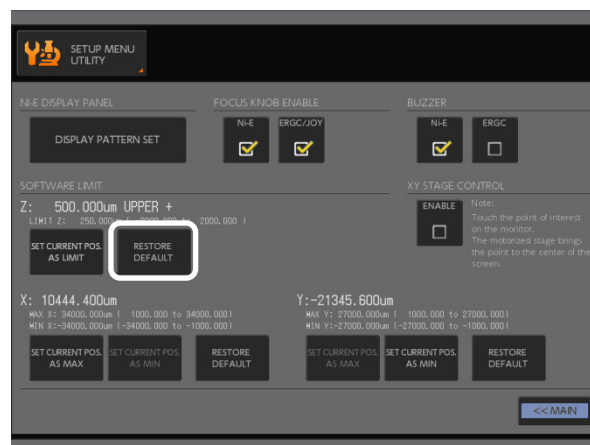 SETUP MENU
UTILITY
NI-E DISPLAY PANEL
FOCUS KNOB ENABLE
BUZZER
DISPLAY PATTERN SET
Ni-E
ERGC/JOY
Ni-E
ERGC
SOFTWARE LIMIT
XY STAGE CONTROL
Z: 500.000um UPPER +
LIMIT Z: 250.000um 2000.000 )
SET CURRENT POS.
AS LIMIT
RESTORE
DEFAULT
ENABLE
Note:
Touch the point of interest
on the monitor.
The motorized stage brings
the point to the center of the
screen.
X: 10444.400um
MAX X: 34000.000um ( 1000.000 to 34000.000)
MIN X:-34000.000um (-34000.000 to -1000.000)
Y:-21345.600um
MAX Y: 27000.000um ( 1000.000 to 27000.000)
MIN Y:-27000.000um (-27000.000 to -1000.000)
SET CURRENT POS.
AS MAX
SET CURRENT POS.
AS MIN
RESTORE
DEFAULT
SET CURRENT POS.
AS MAX
SET CURRENT POS.
AS MIN
RESTORE
DEFAULT
<< MAIN